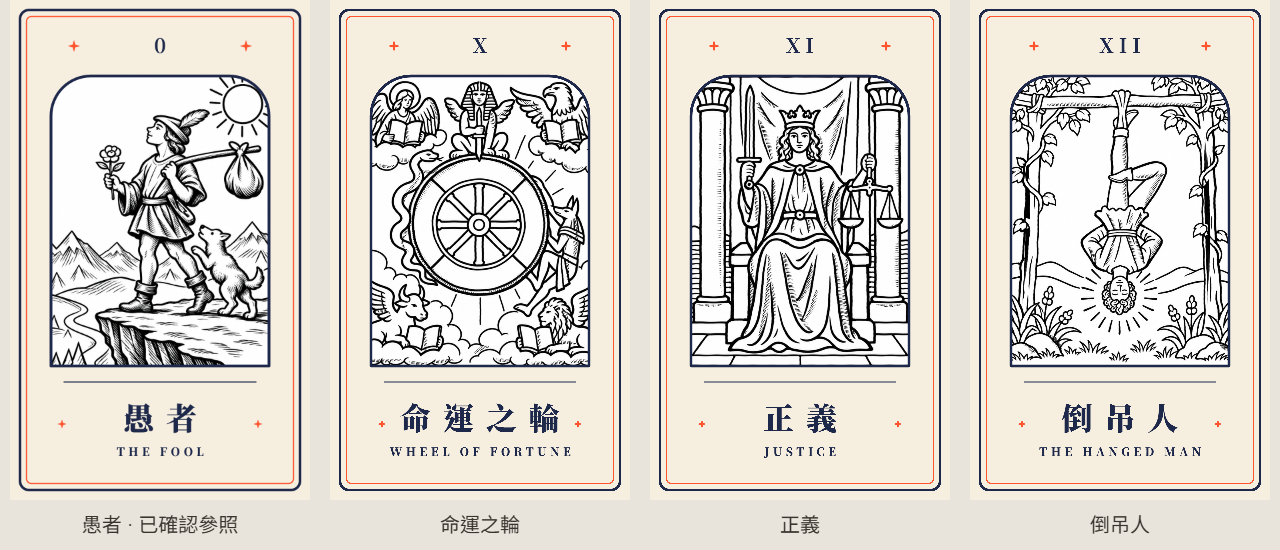 0
愚者
THE FOOL
愚者 · 已確認參照
X
命運之輪
WHEEL OF FORTUNE
命運之輪
XI
正義
JUSTICE
正義
XII
倒吊人
THE HANGED MAN
倒吊人